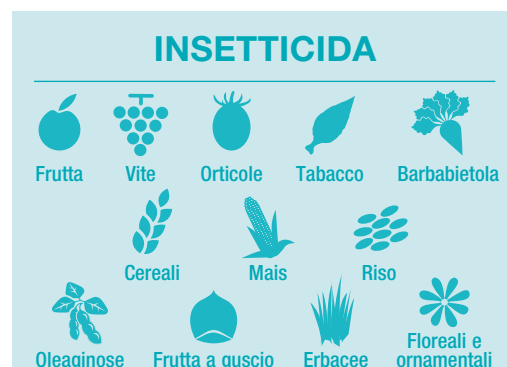 INSETTICIDA
Frutta Vite Orticole Tabacco Barbabietola
Cereali Mais Riso
Oleaginose Frutta a guscio Erbacee Floreali e
ornamentali